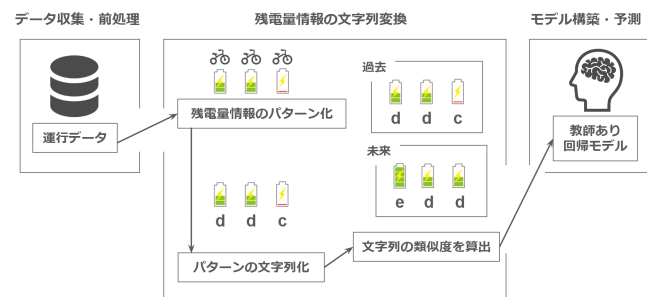 データ収集・前処理
残電量情報の文字列変換
モデル構築・予測
運行データ
残電量情報のパターン化
過去
d d c
未来
e d d
d d c
パターンの文字列化
文字列の類似度を算出
教師あり
回帰モデル